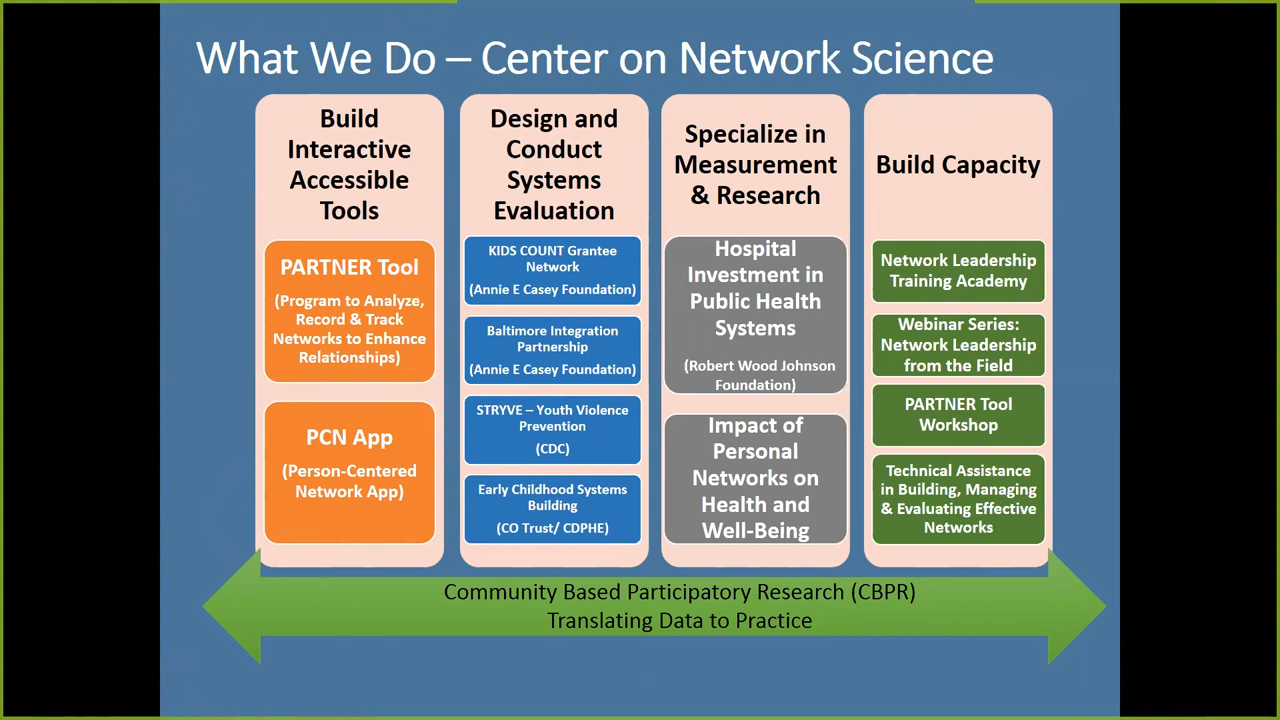 What We Do – Center on Network Science
Build
Interactive
Accessible
Tools
PARTNER Tool
(Program to Analyze,
Record & Track
Networks to Enhance
Relationships)
PCN App
(Person-Centered
Network App)
Design and
Conduct
Systems
Evaluation
KIDS COUNT Grantee
Network
(Annie E Casey Foundation)
Baltimore Integration
Partnership
(Annie E Casey Foundation)
STRYVE – Youth Violence
Prevention
(CDC)
Early Childhood Systems
Building
(CO Trust/ CDPHE)
Specialize in
Measurement
& Research
Hospital
Investment in
Public Health
Systems
(Robert Wood Johnson
Foundation)
Impact of
Personal
Networks on
Health and
Well-Being
Build Capacity
Network Leadership
Training Academy
Webinar Series:
Network Leadership
from the Field
PARTNER Tool
Workshop
Technical Assistance
in Building, Managing
& Evaluating Effective
Networks
Community Based Participatory Research (CBPR)
Translating Data to Practice